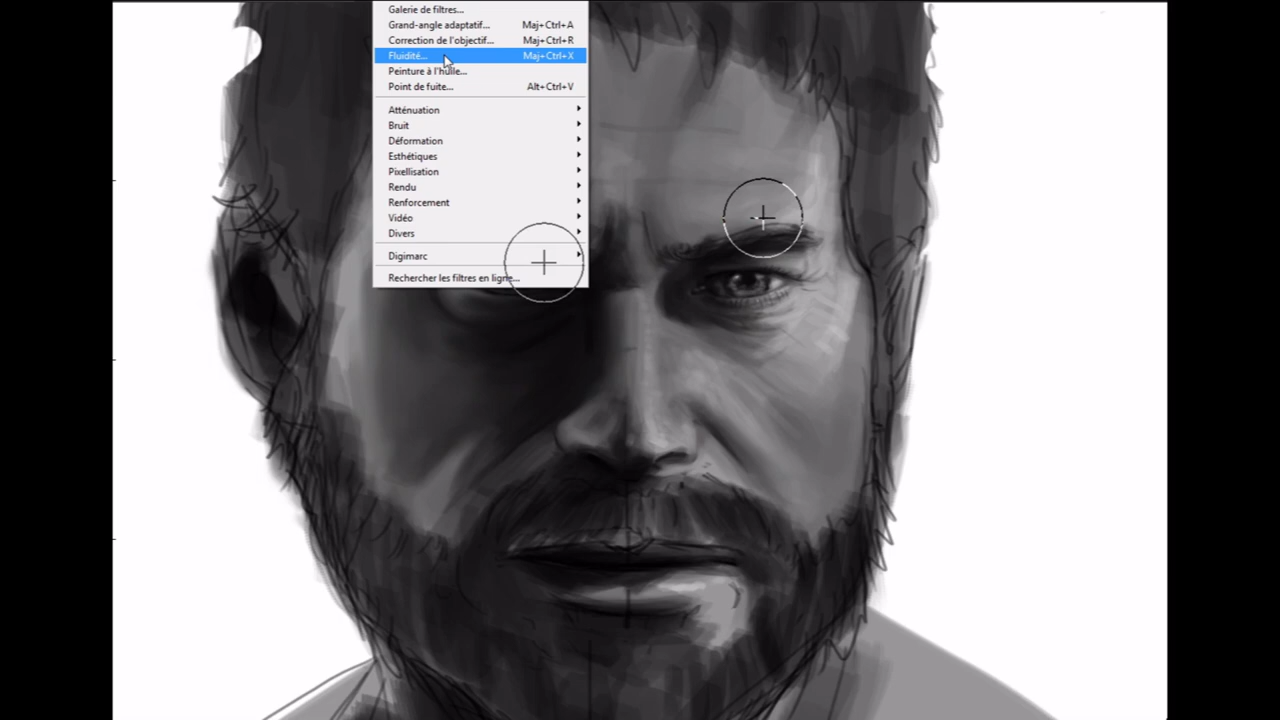 Galerie de filtres...
Grand-angle adaptatif... Maj+Ctrl+A
Correction de l'objectif... Maj+Ctrl+R
Fluidité... Maj+Ctrl+X
Peinture à l'huile...
Point de fuite... Alt+Ctrl+V
Atténuation
Bruit
Déformation
Esthétiques
Pixellisation
Rendu
Renforcement
Vidéo
Divers
Digimarc
Rechercher les filtres en ligne...